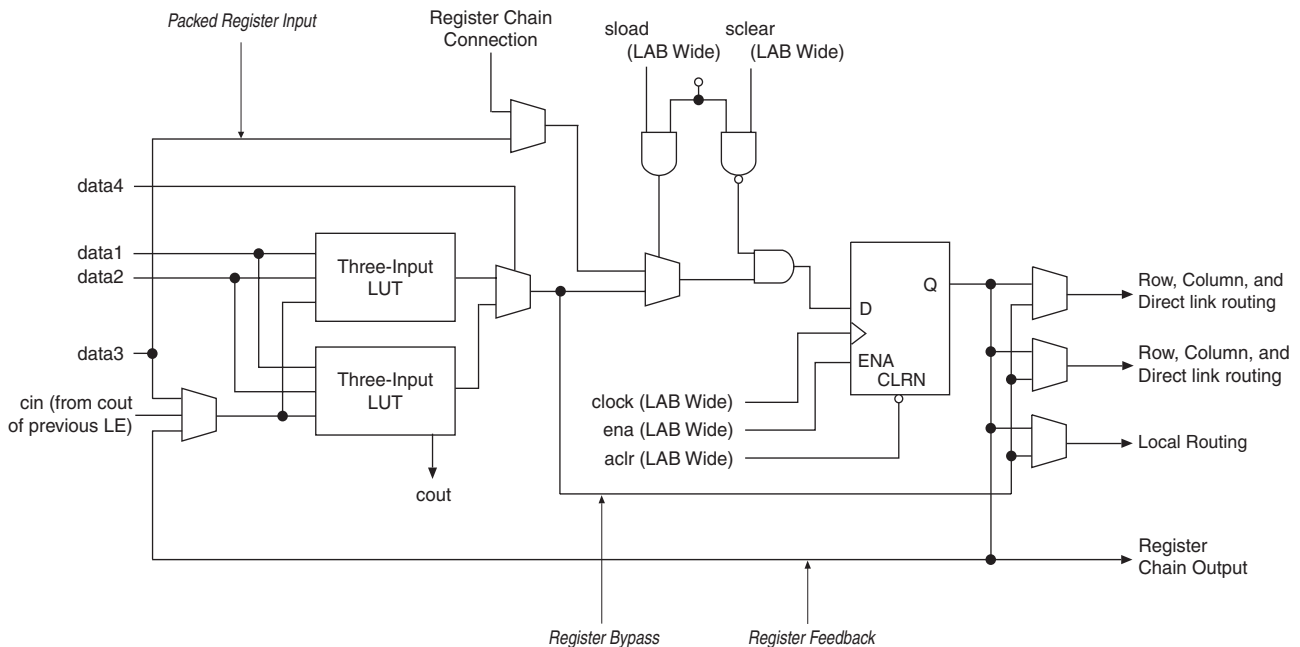 Packed Register Input
Register Chain
Connection
sload
(LAB Wide)
sclear
(LAB Wide)
data4
data1
data2
data3
cin (from cout
of previous LE)
Three-Input
LUT
Three-Input
LUT
cout
Q
D
ENA
CLRN
clock (LAB Wide)
ena (LAB Wide)
aclr (LAB Wide)
Row, Column, and
Direct link routing
Row, Column, and
Direct link routing
Local Routing
Register
Chain Output
Register Bypass
Register Feedback